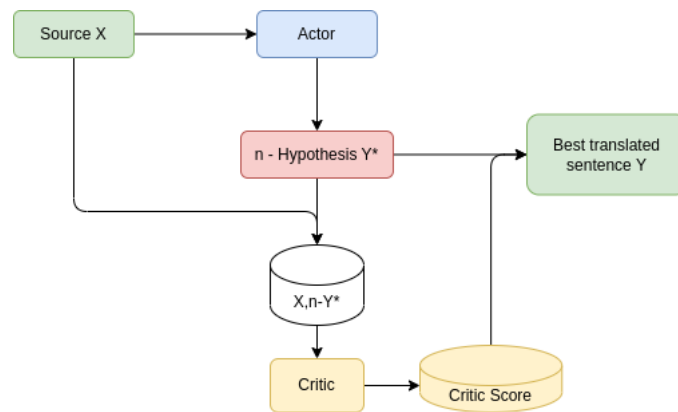 Source X
Actor
n - Hypothesis Y*
Best translated
sentence Y
X,n-Y*
Critic
Critic Score